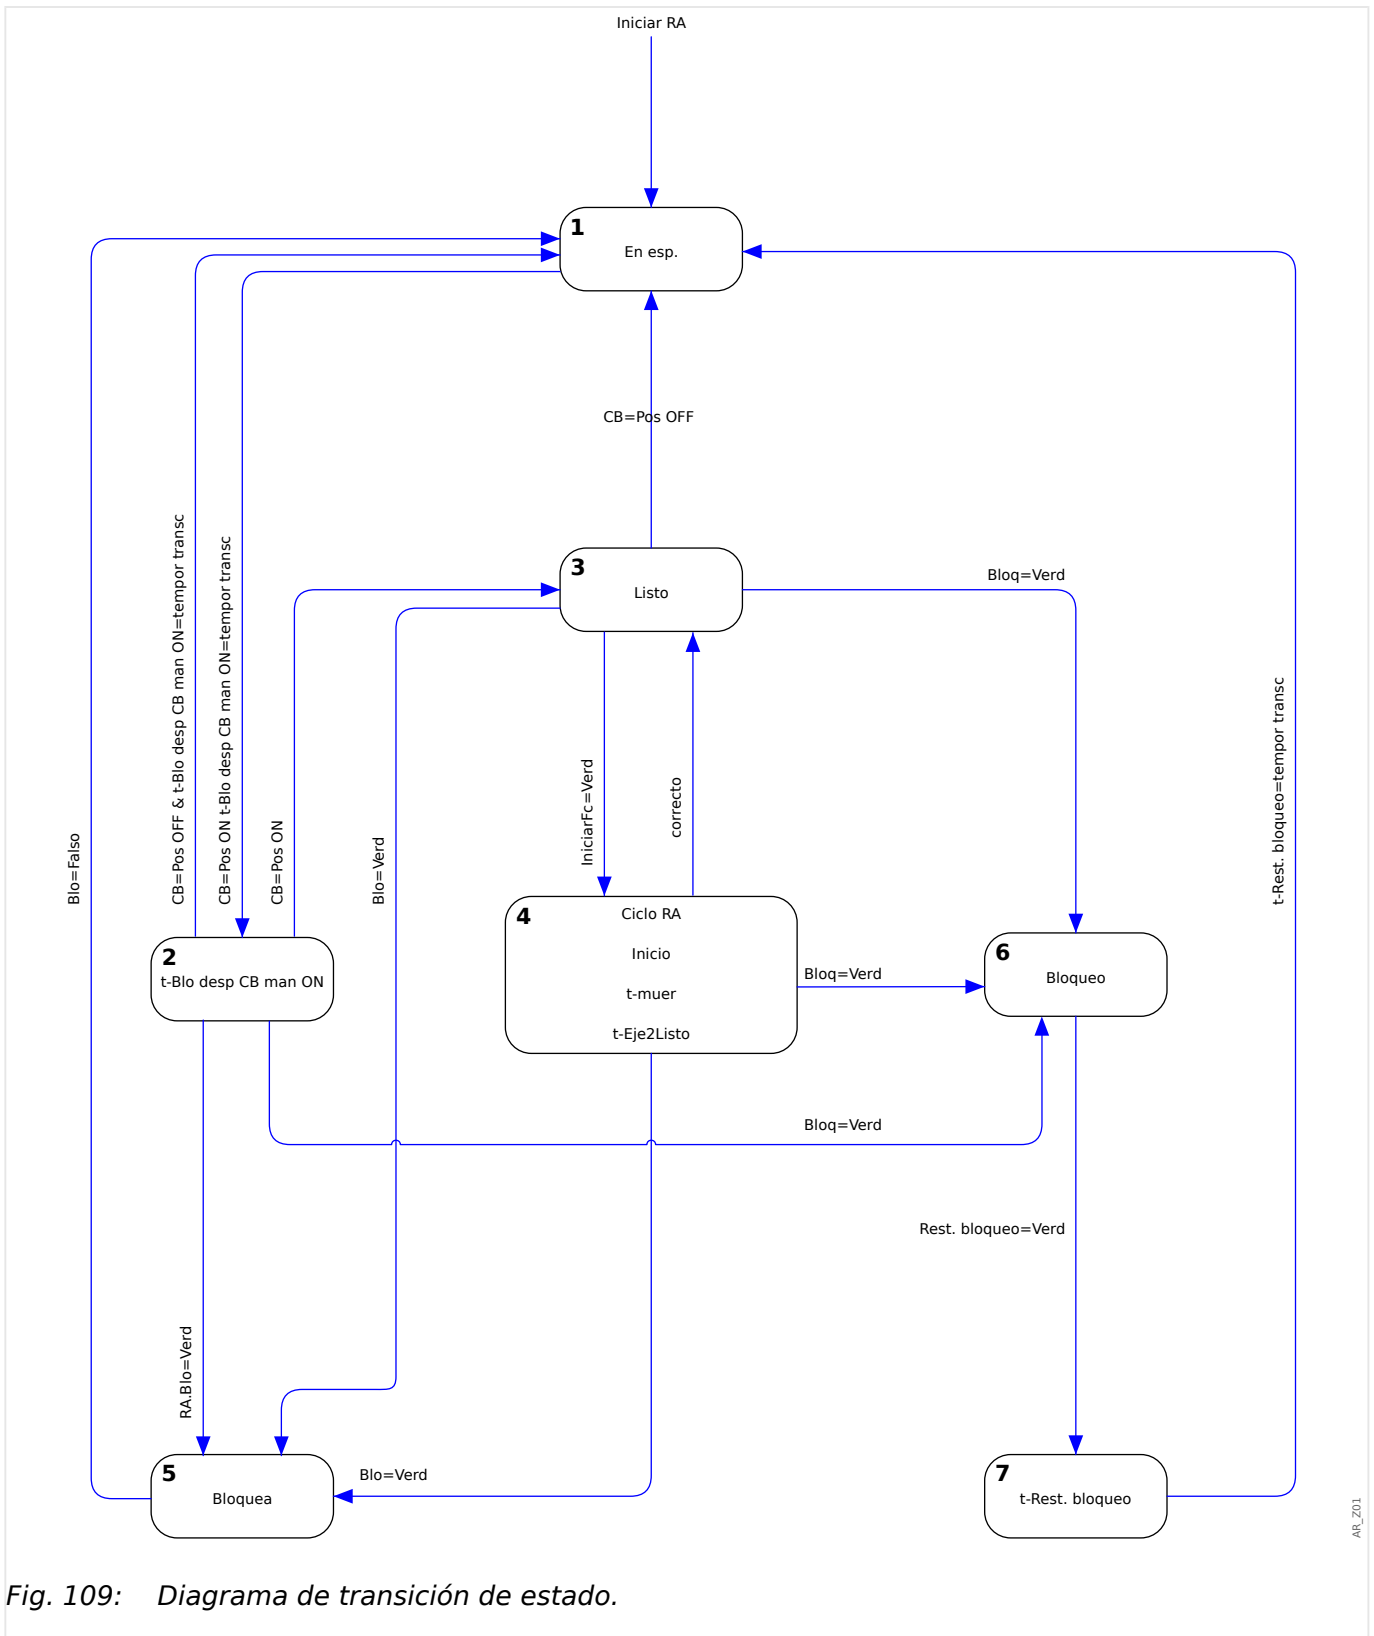 Iniciar RA
1
En esp.
CB=Pos OFF
3
Listo
Bloq=Verd
Blo=Falso
CB=Pos OFF & t-Blo desp CB man ON=tempor transc
CB=Pos ON t-Blo desp CB man ON=tempor transc
CB=Pos ON
Blo=Verd
IniciarFc=Verd
correcto
t-Rest. bloqueo=tempor transc
2
t-Blo desp CB man ON
4
Ciclo RA
Inicio
t-muer
t-Eje2Listo
Bloq=Verd
6
Bloqueo
Bloq=Verd
Rest. bloqueo=Verd
RA.Blo=Verd
5
Bloquea
Blo=Verd
7
t-Rest. bloqueo
AR_Z01
Fig. 109: Diagrama de transición de estado.